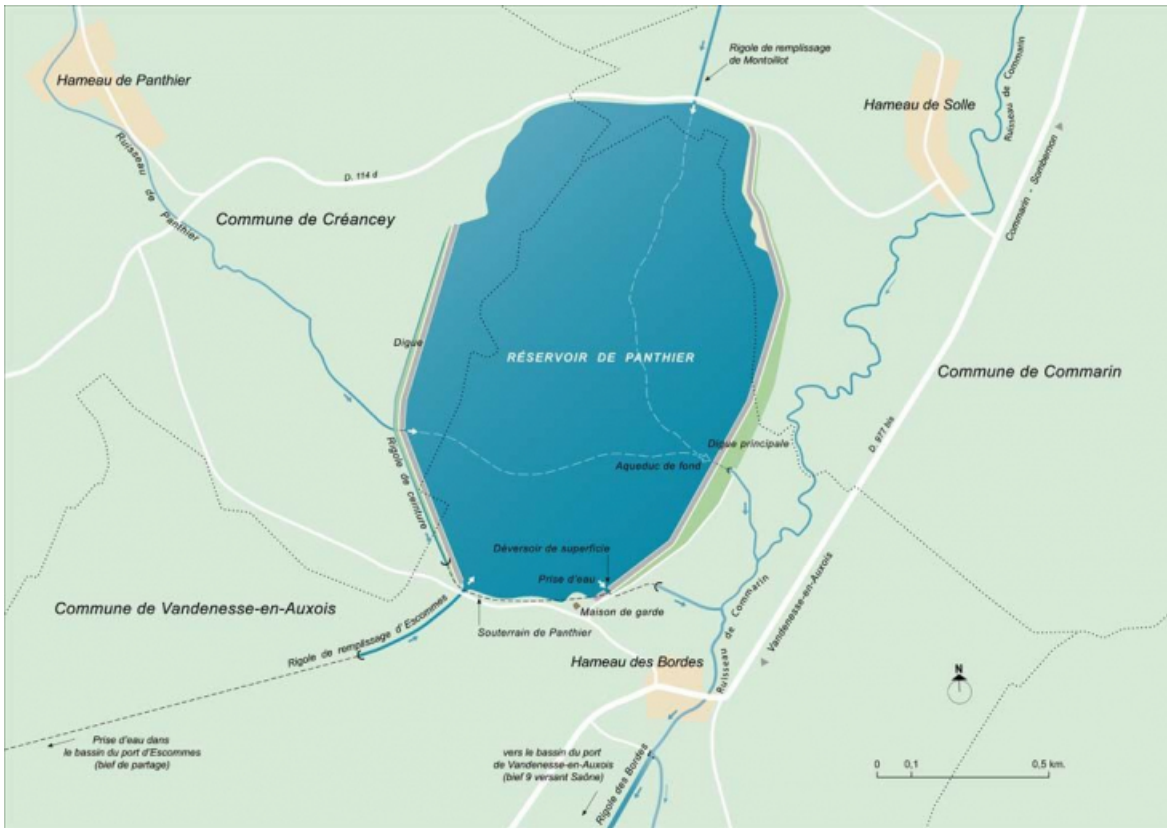 Rigole de remplissage
de Montoillot
Hameau de Panthier
Hameau de Solle
Ruisseau de Commarin
Ruisseau de Commarin
Ruisseau de Panthier
D. 114 d
Commune de Créancey
Commarin - Sombernon
Digue
RÉSERVOIR DE PANTHIER
Commune de Commarin
D. 977 bis
Digue principale
Aqueduc de fond
Rigole de ceinture
Déversoir de superficie
Prise d'eau
Vandenesse-en-Auxois
Commune de Vandenesse-en-Auxois
Maison de garde
Souterrain de Panthier
Ruisseau de Commarin
Rigole de remplissage d'Escommes
Hameau des Bordes
N
Prise d'eau dans
le bassin du port d'Escommes
(bief de partage)
vers le bassin du port
de Vandenesse-en-Auxois
(bief 9 versant Saône)
Rigole des Bordes
0 0,1 0,5 km.